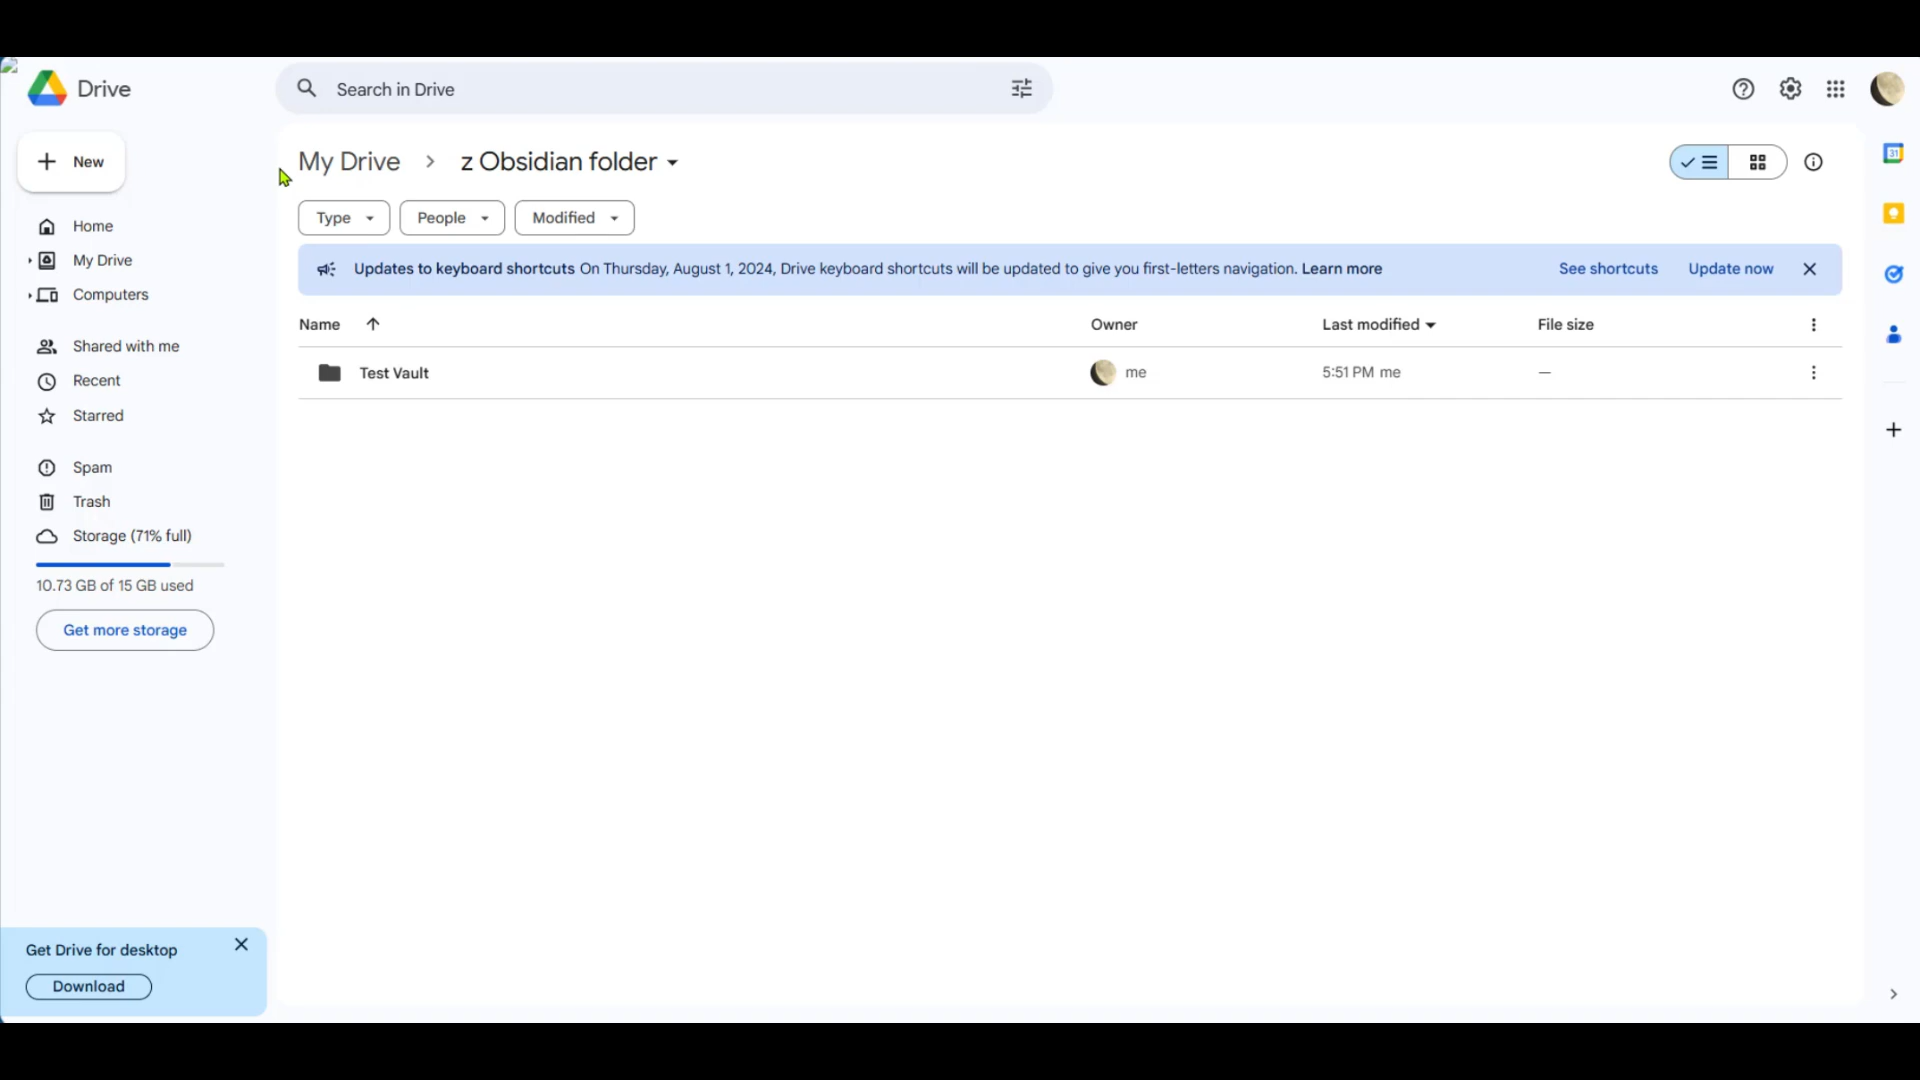 Drive
Search in Drive
New
My Drive
z Obsidian folder
Type
People
Modified
Updates to keyboard shortcuts On Thursday, August 1, 2024, Drive keyboard shortcuts will be updated to give you first-letters navigation. Learn more
See shortcuts
Update now
Name
Owner
Last modified
File size
Test Vault
me
5:51 PM me
—
Home
My Drive
Computers
Shared with me
Recent
Starred
Spam
Trash
Storage (71% full)
10.73 GB of 15 GB used
Get more storage
Get Drive for desktop
Download
31